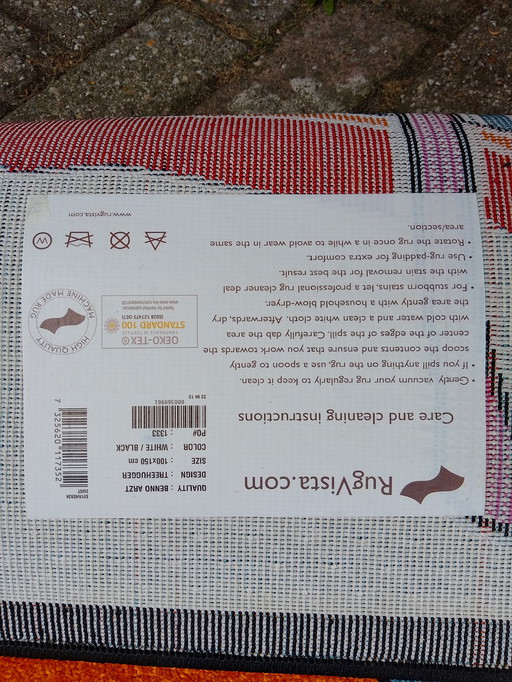 RugVista.com
Care and cleaning instructions
• Gently vacuum your rug regularly to keep it clean.
• If you spill anything on the rug, use a spoon to gently
scoop the contents and ensure that you work towards the
center of the edges of the spill. Carefully dab the area
with cold water and a clean white cloth. Afterwards, dry
the area gently with a household blow-dryer.
• For stubborn stains, let a professional rug cleaner deal
with the stain removal for the best result.
• Use rug-padding for extra comfort.
• Rotate the rug once in a while to avoid wear in the same
area/section.
QUALITY : BENNO ARZT
DESIGN : TREEHUGGER
SIZE : 100x150 cm
COLOR : WHITE / BLACK
PO# : 1333
7 325620 117352
OEKO-TEX®
STANDARD 100
HIGH QUALITY
MACHINE MADE RUG
W
www.rugvista.com